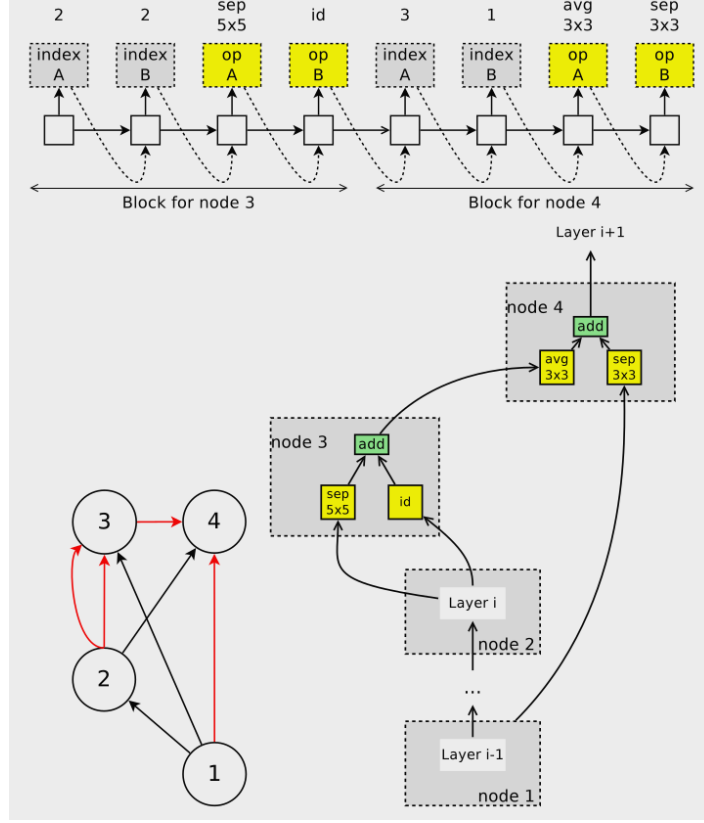 2 2 sep 5x5 id 3 1 avg 3x3 sep 3x3
index A index B op A op B index A index B op A op B
Block for node 3 Block for node 4
Layer i+1
node 4
add
avg 3x3
sep 3x3
node 3
add
sep 5x5
id
3
4
Layer i
node 2
2
...
1
Layer i-1
node 1